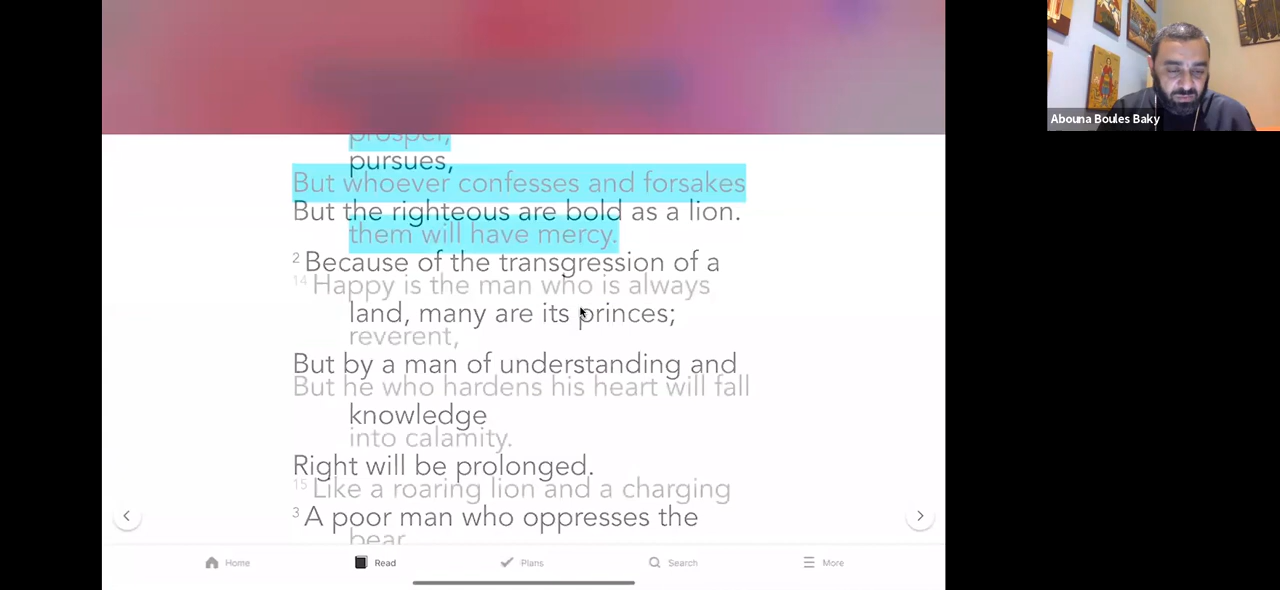 prosper,
pursues,
But whoever confesses and forsakes
But the righteous are bold as a lion.
them will have mercy.
2 Because of the transgression of a
14 Happy is the man who is always
land, many are its princes;
reverent,
But by a man of understanding and
But he who hardens his heart will fall
knowledge
into calamity.
Right will be prolonged.
15 Like a roaring lion and a charging
3 A poor man who oppresses the
bear
Home
Read
Plans
Search
More
Abouna Boules Baky